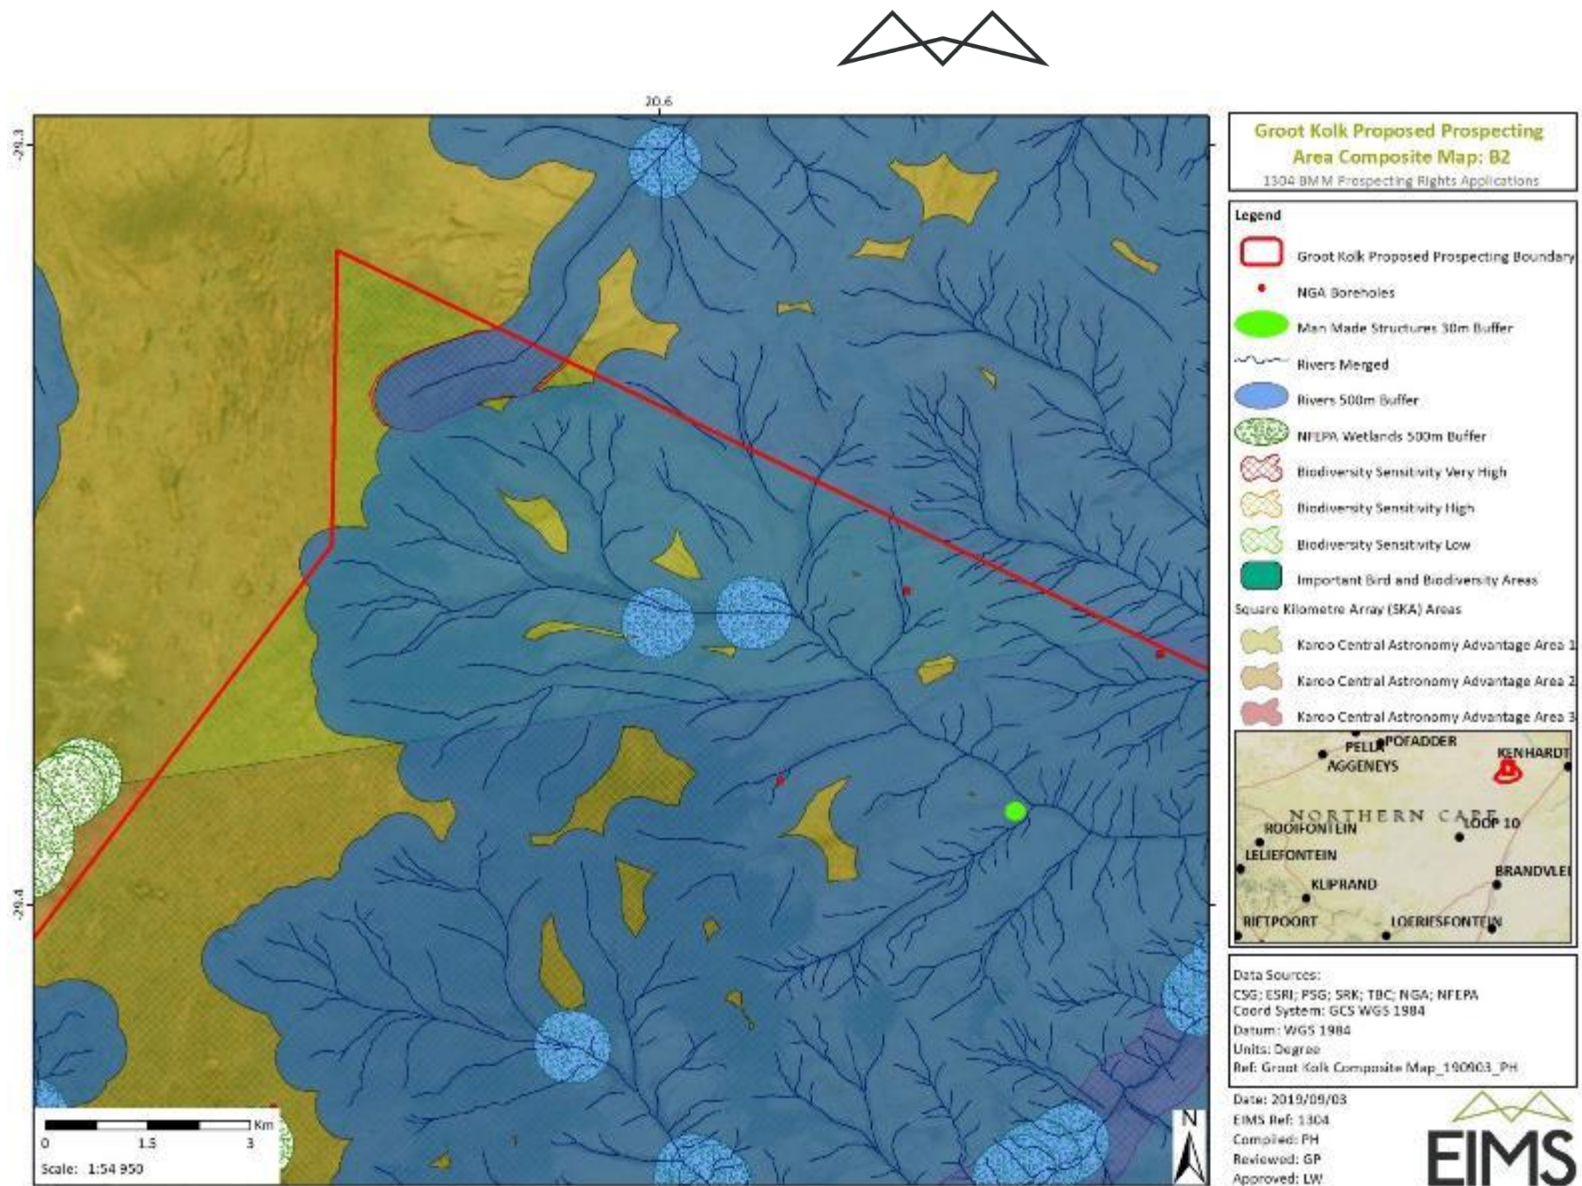 20.6
-29.3
-29.4
N
0 1.5 3 Km
Scale: 1:54 950
Groot Kolk Proposed Prospecting
Area Composite Map: B2
1304 BMM Prospecting Rights Applications
Legend
Groot Kolk Proposed Prospecting Boundary
NGA Boreholes
Man Made Structures 30m Buffer
Rivers Merged
Rivers 500m Buffer
NFEPA Wetlands 500m Buffer
Biodiversity Sensitivity Very High
Biodiversity Sensitivity High
Biodiversity Sensitivity Low
Important Bird and Biodiversity Areas
Square Kilometre Array (SKA) Areas
Karoo Central Astronomy Advantage Area 1
Karoo Central Astronomy Advantage Area 2
Karoo Central Astronomy Advantage Area 3
PELLA
POFADDER
AGGENEYS
KENHARDT
NORTHERN CAPE
LOOP 10
ROOIFONTEIN
LELIEFONTEIN
KLIPRAND
BRANDVLEI
RIETPOORT
LOERIESFONTEIN
Data Sources:
CSG; ESRI; PSG; SRK; TBC; NGA; NFEPA
Coord System: GCS WGS 1984
Datum: WGS 1984
Units: Degree
Ref: Groot Kolk Composite Map_190903_PH
Date: 2019/09/03
EIMS Ref: 1304
Compiled: PH
Reviewed: GP
Approved: LW
EIMS